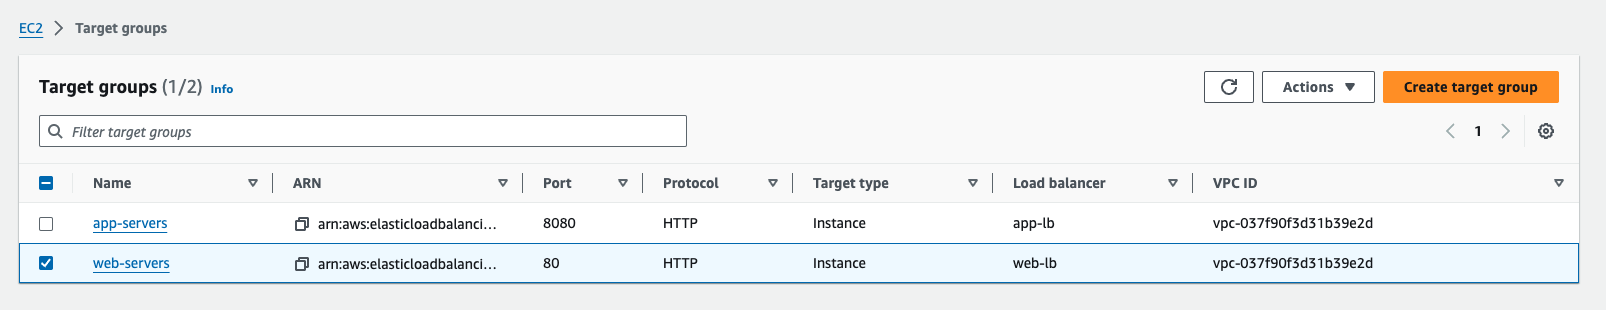 EC2 > Target groups
Target groups (1/2) Info
Actions
Create target group
Filter target groups
1
Name ARN Port Protocol Target type Load balancer VPC ID
app-servers arn:aws:elasticloadbalanci... 8080 HTTP Instance app-lb vpc-037f90f3d31b39e2d
web-servers arn:aws:elasticloadbalanci... 80 HTTP Instance web-lb vpc-037f90f3d31b39e2d